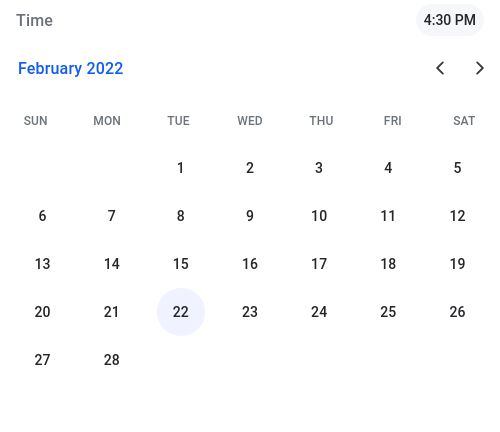 Time 4:30 PM
February 2022
SUN MON TUE WED THU FRI SAT
1 2 3 4 5
6 7 8 9 10 11 12
13 14 15 16 17 18 19
20 21 22 23 24 25 26
27 28